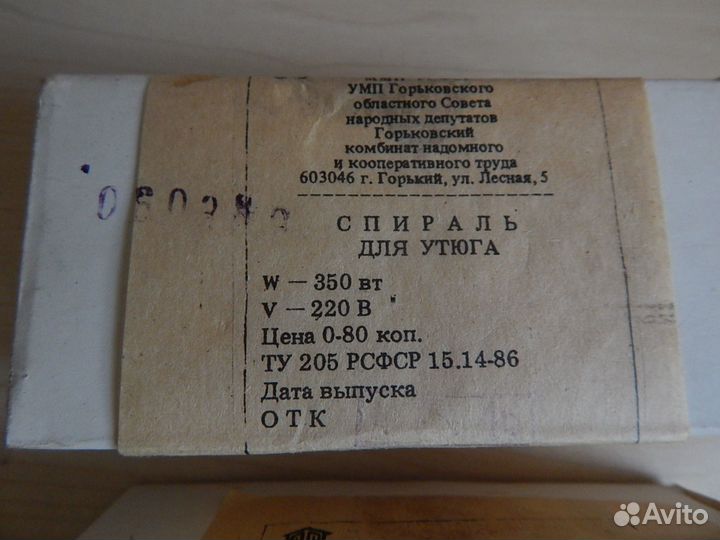 УМП Горьковского
областного Совета
народных депутатов
Горьковский
комбинат надомного
и кооперативного труда
603046 г. Горький, ул. Лесная, 5
СПИРАЛЬ
ДЛЯ УТЮГА
W — 350 вт
V — 220 В
Цена 0-80 коп.
ТУ 205 РСФСР 15.14-86
Дата выпуска
ОТК
Avito